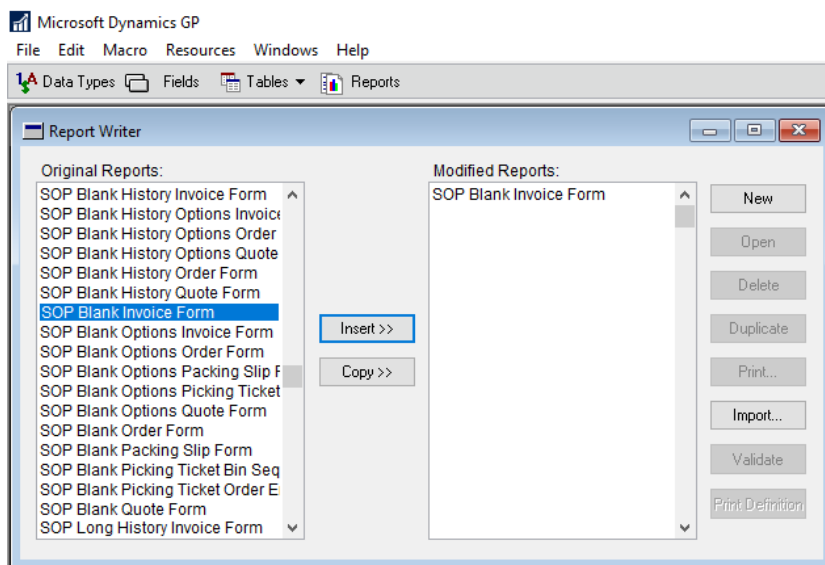 Microsoft Dynamics GP
File Edit Macro Resources Windows Help
Data Types Fields Tables Reports
Report Writer
Original Reports:
SOP Blank History Invoice Form
SOP Blank History Options Invoice
SOP Blank History Options Order
SOP Blank History Options Quote
SOP Blank History Order Form
SOP Blank History Quote Form
SOP Blank Invoice Form
SOP Blank Options Invoice Form
SOP Blank Options Order Form
SOP Blank Options Packing Slip F
SOP Blank Options Picking Ticket
SOP Blank Options Quote Form
SOP Blank Order Form
SOP Blank Packing Slip Form
SOP Blank Picking Ticket Bin Seq
SOP Blank Picking Ticket Order E
SOP Blank Quote Form
SOP Long History Invoice Form
Insert >>
Copy >>
Modified Reports:
SOP Blank Invoice Form
New
Open
Delete
Duplicate
Print...
Import...
Validate
Print Definition